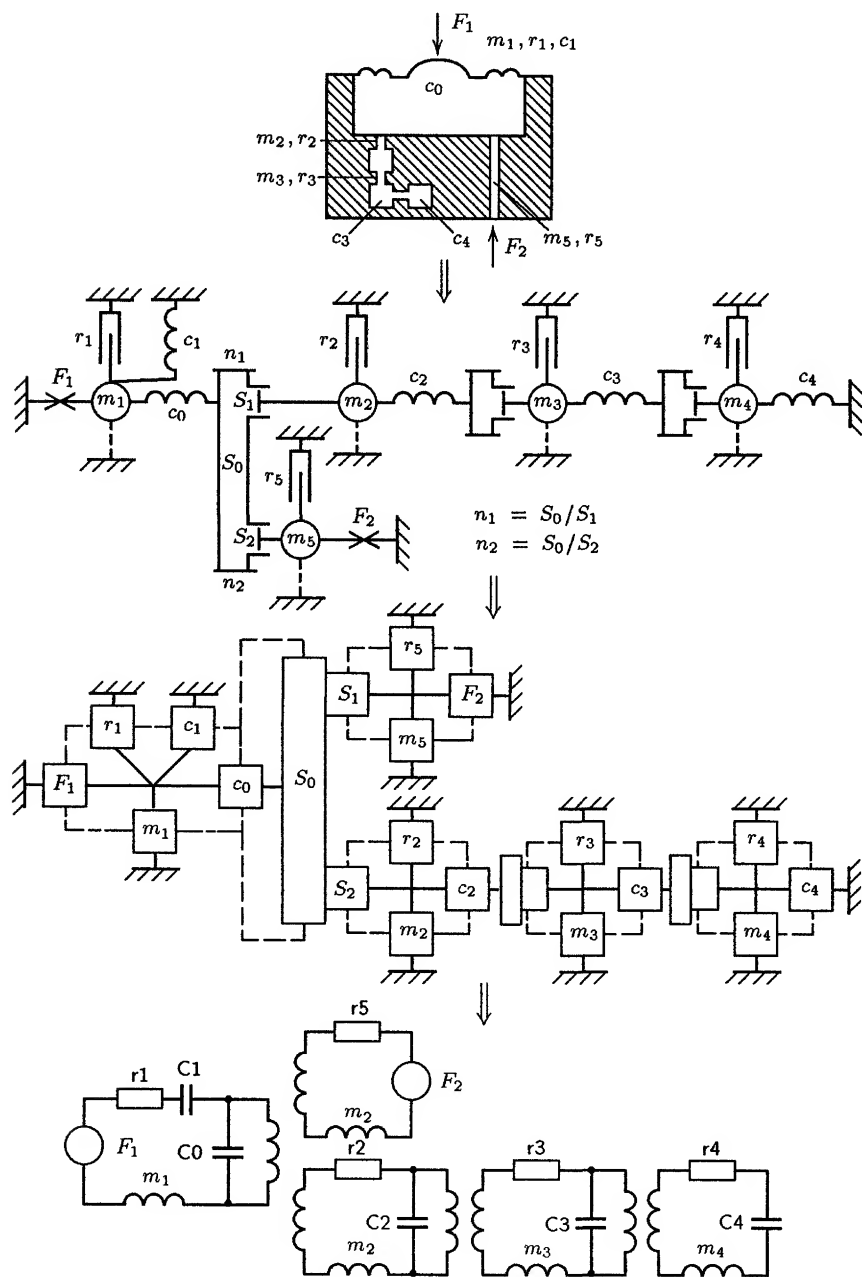 F₁
m₁, r₁, c₁
c₀
m₂, r₂
m₃, r₃
c₃
c₄
F₂
m₅, r₅
⇓
r₁
c₁
F₁
m₁
c₀
n₁
S₁
S₀
S₂
n₂
r₂
m₂
c₂
r₃
m₃
c₃
r₄
m₄
c₄
r₅
m₅
F₂
n₁ = S₀/S₁
n₂ = S₀/S₂
⇓
r₅
S₁
F₂
m₅
r₁
c₁
F₁
c₀
S₀
m₁
r₂
S₂
c₂
m₂
r₃
c₃
m₃
r₄
c₄
m₄
⇓
r5
F₂
m₂
r1
C1
F₁
C0
m₁
r2
C2
m₂
r3
C3
m₃
r4
C4
m₄